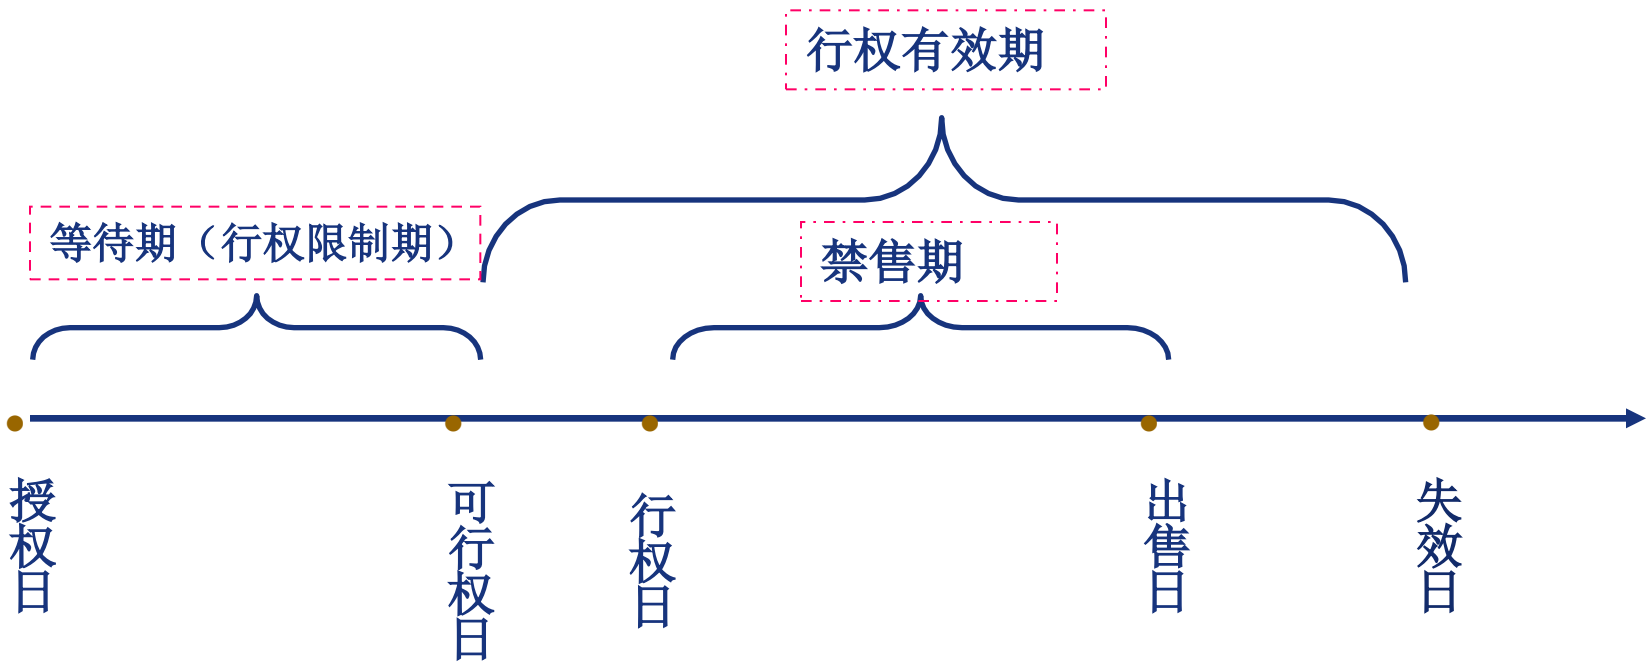 行权有效期
等待期（行权限制期）
禁售期
授权日
可行权日
行权日
出售日
失效日